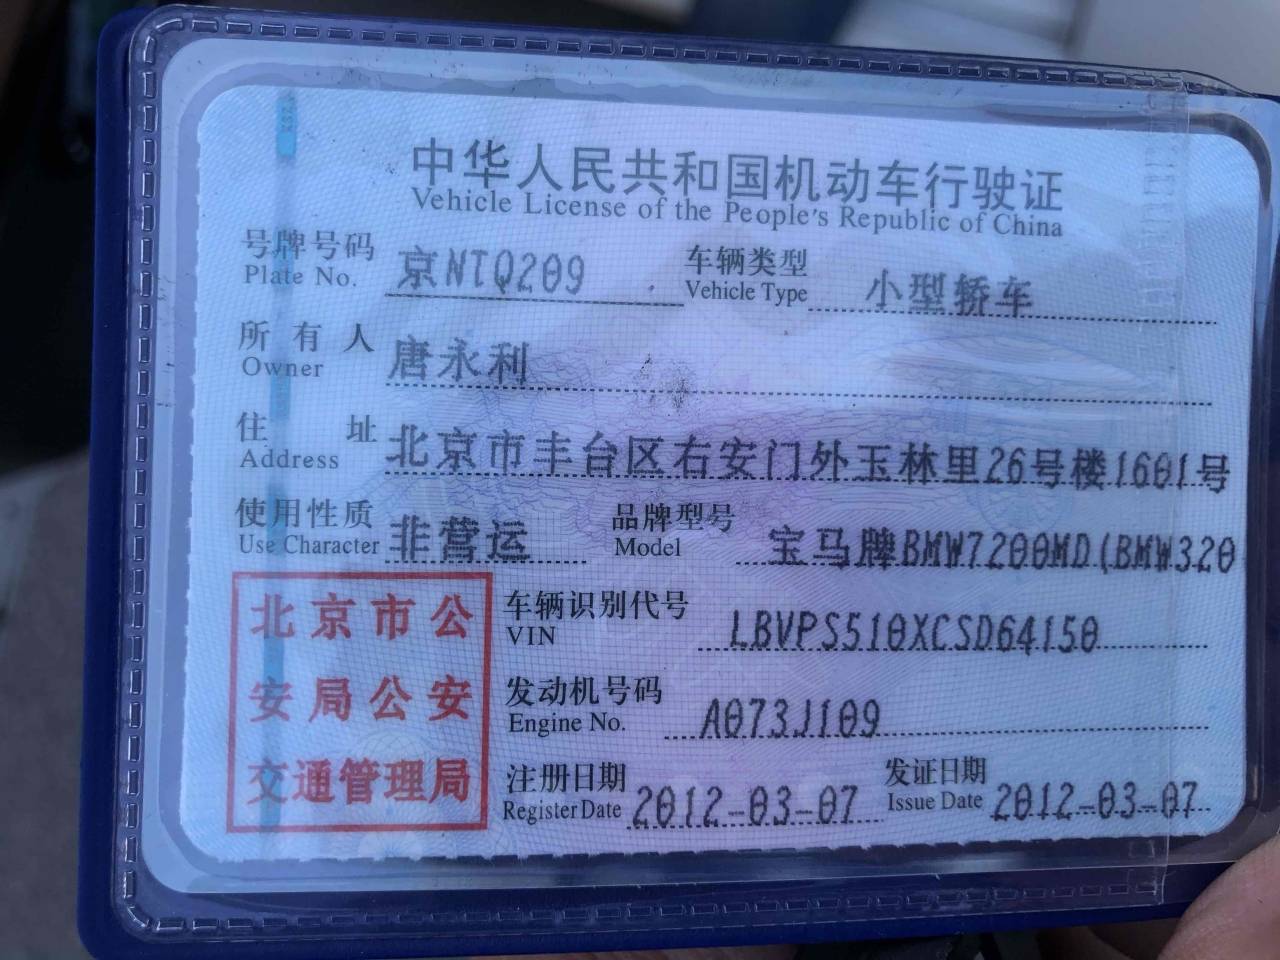 中华人民共和国机动车行驶证
Vehicle License of the People's Republic of China
号牌号码 京NTQ209 车辆类型 小型轿车
Plate No. Vehicle Type
所有人 唐永利
Owner
住址 北京市丰台区右安门外玉林里26号楼1601号
Address
使用性质 非营运 品牌型号 宝马牌BMW7200MD(BMW320
Use Character Model
北京市公
安局公安
交通管理局
车辆识别代号 LBVPS510XCSD64150
VIN
发动机号码 A073J109
Engine No.
注册日期 2012-03-07 发证日期 2012-03-07
Register Date Issue Date